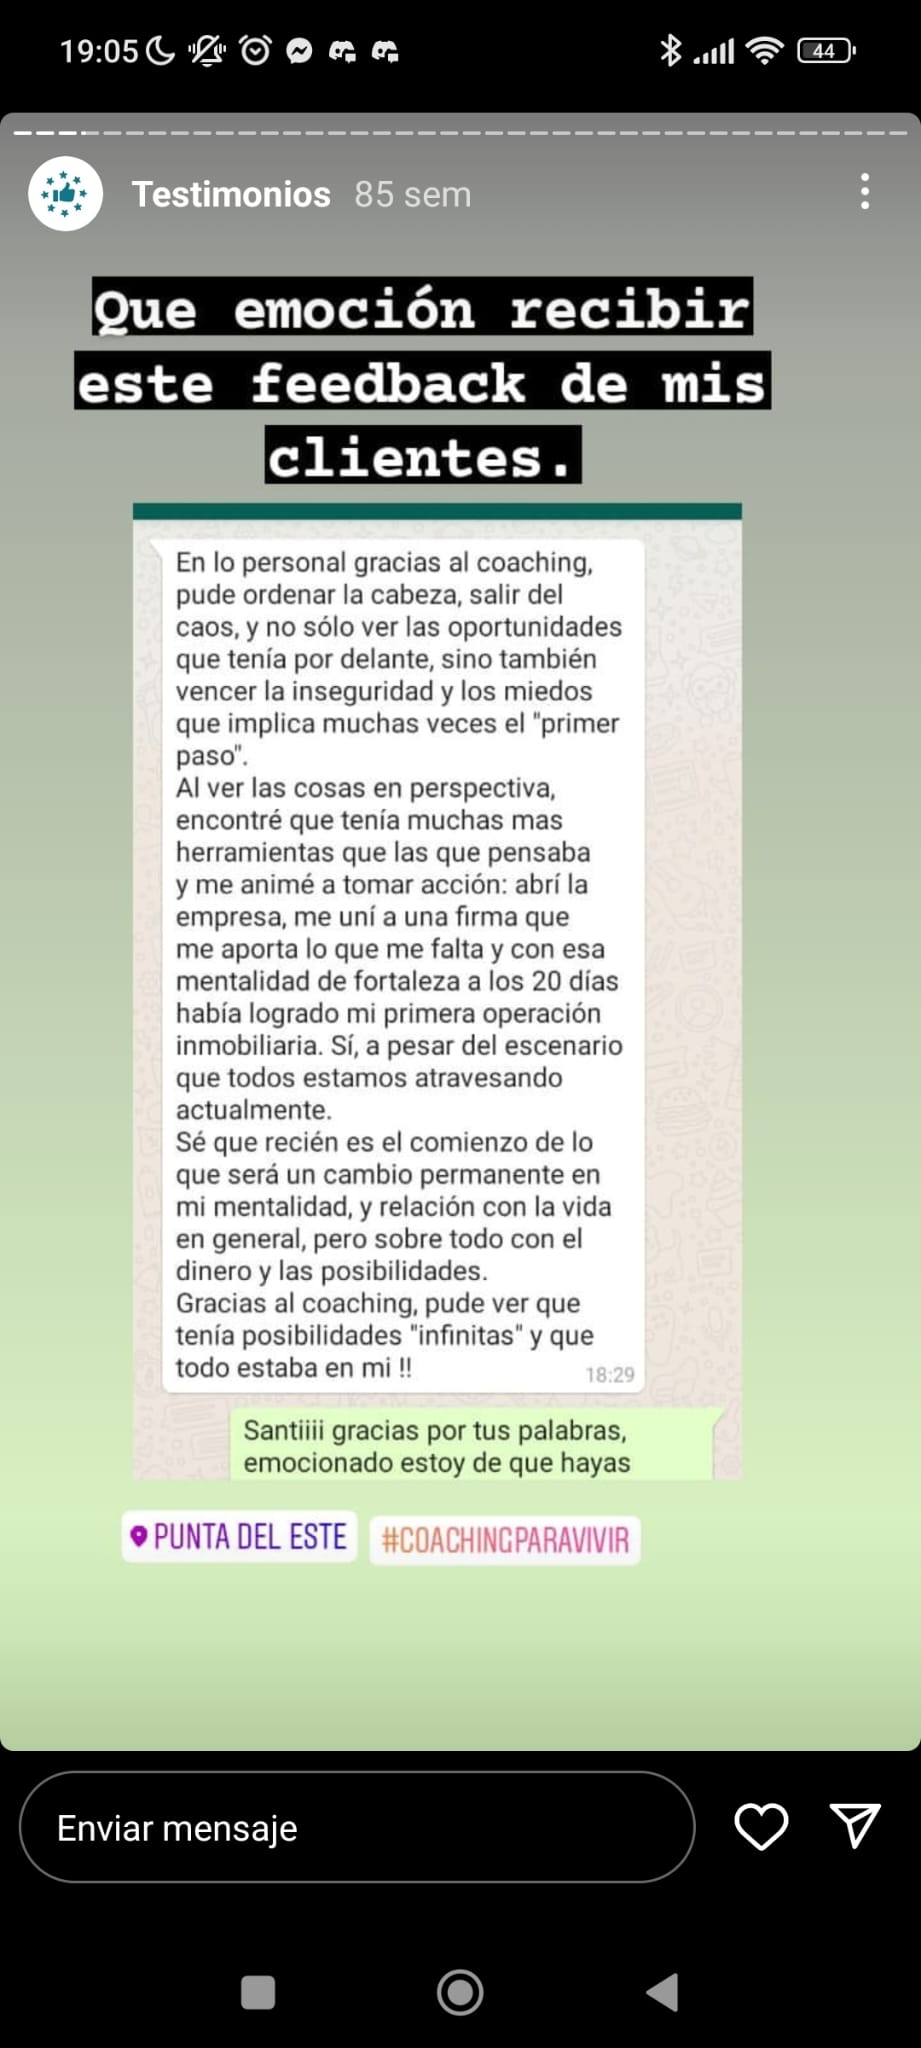 19:05
44
Testimonios 85 sem
Que emoción recibir
este feedback de mis
clientes.
En lo personal gracias al coaching,
pude ordenar la cabeza, salir del
caos, y no sólo ver las oportunidades
que tenía por delante, sino también
vencer la inseguridad y los miedos
que implica muchas veces el "primer
paso".
Al ver las cosas en perspectiva,
encontré que tenía muchas mas
herramientas que las que pensaba
y me animé a tomar acción: abrí la
empresa, me uní a una firma que
me aporta lo que me falta y con esa
mentalidad de fortaleza a los 20 días
había logrado mi primera operación
inmobiliaria. Sí, a pesar del escenario
que todos estamos atravesando
actualmente.
Sé que recién es el comienzo de lo
que será un cambio permanente en
mi mentalidad, y relación con la vida
en general, pero sobre todo con el
dinero y las posibilidades.
Gracias al coaching, pude ver que
tenía posibilidades "infinitas" y que
todo estaba en mi !!
18:29
Santiiii gracias por tus palabras,
emocionado estoy de que hayas
PUNTA DEL ESTE
#COACHINGPARAVIVIR
Enviar mensaje